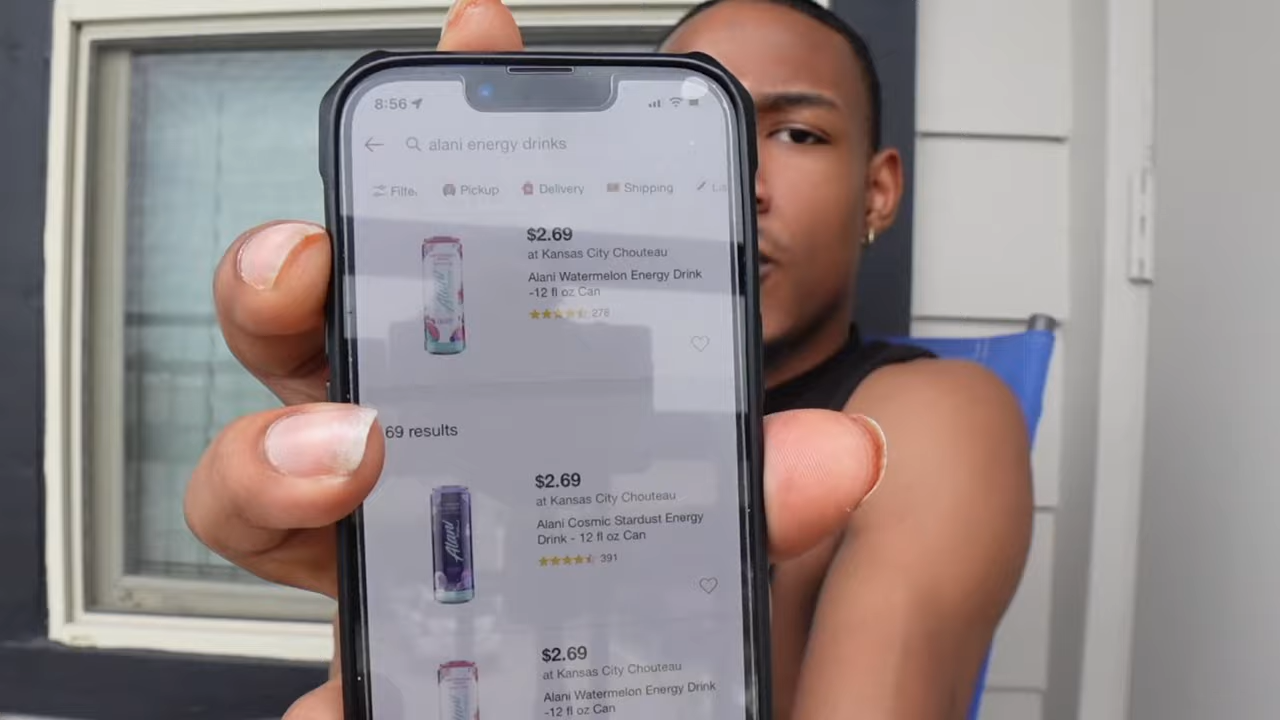 8:56
alani energy drinks
Filte
Pickup
Delivery
Shipping
$2.69
at Kansas City Chouteau
Alani Watermelon Energy Drink
-12 fl oz Can
278
69 results
$2.69
at Kansas City Chouteau
Alani Cosmic Stardust Energy
Drink - 12 fl oz Can
391
Alani
$2.69
at Kansas City Chouteau
Alani Watermelon Energy Drink
-12 fl oz Can